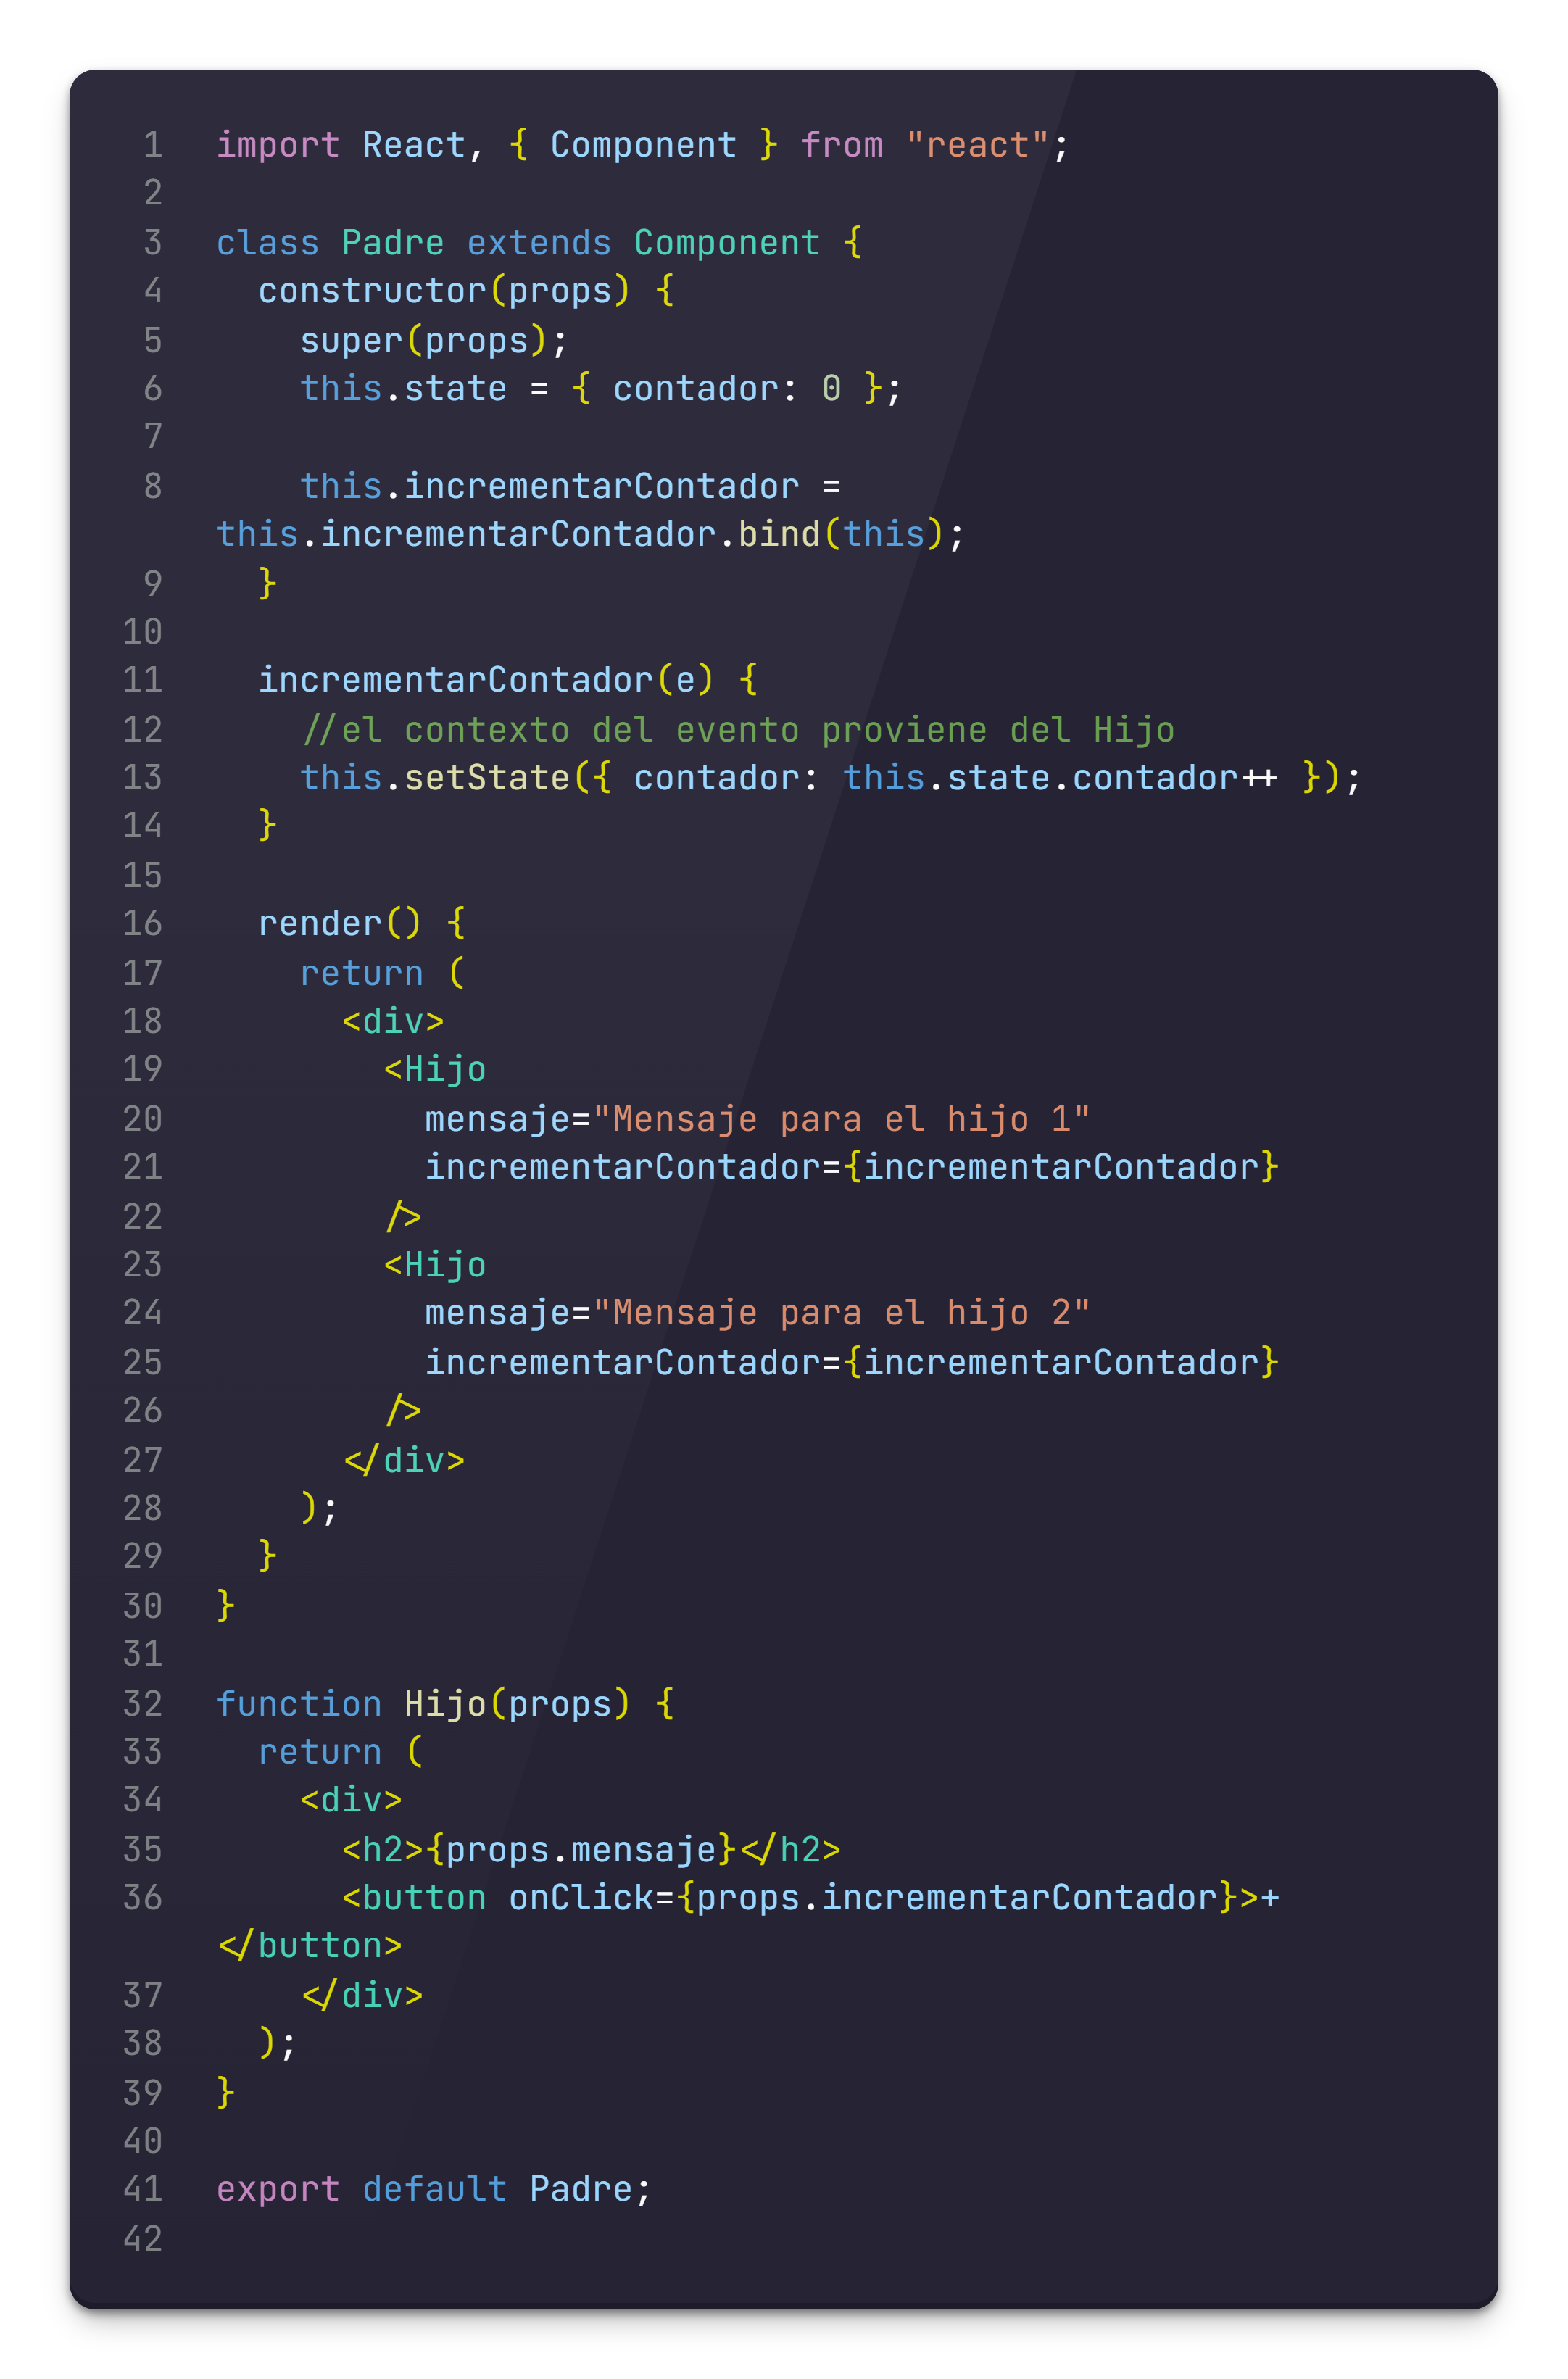 1 import React, { Component } from "react";
2
3 class Padre extends Component {
4   constructor(props) {
5     super(props);
6     this.state = { contador: 0 };
7
8     this.incrementarContador =
this.incrementarContador.bind(this);
9   }
10
11   incrementarContador(e) {
12     //el contexto del evento proviene del Hijo
13     this.setState({ contador: this.state.contador++ });
14   }
15
16   render() {
17     return (
18       <div>
19         <Hijo
20           mensaje="Mensaje para el hijo 1"
21           incrementarContador={incrementarContador}
22         />
23         <Hijo
24           mensaje="Mensaje para el hijo 2"
25           incrementarContador={incrementarContador}
26         />
27       </div>
28     );
29   }
30 }
31
32 function Hijo(props) {
33   return (
34     <div>
35       <h2>{props.mensaje}</h2>
36       <button onClick={props.incrementarContador}>+
</button>
37     </div>
38   );
39 }
40
41 export default Padre;
42